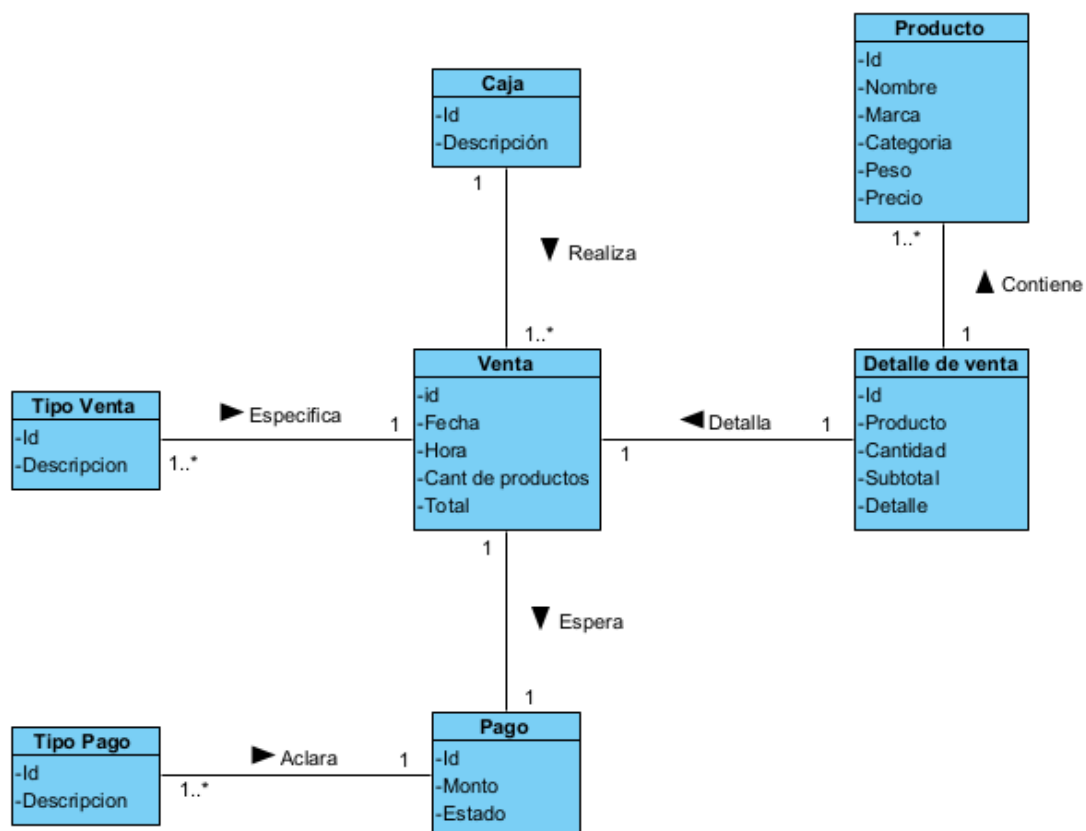 Producto
-Id
-Nombre
-Marca
-Categoria
-Peso
-Precio
Caja
-Id
-Descripción
1
1..*
Realiza
Contiene
1..*
1
Venta
-id
-Fecha
-Hora
-Cant de productos
-Total
Detalle de venta
-Id
-Producto
-Cantidad
-Subtotal
-Detalle
Tipo Venta
-Id
-Descripcion
Especifica
1
1..*
Detalla
1
1
1
Espera
1
Tipo Pago
-Id
-Descripcion
Aclara
1
1..*
Pago
-Id
-Monto
-Estado